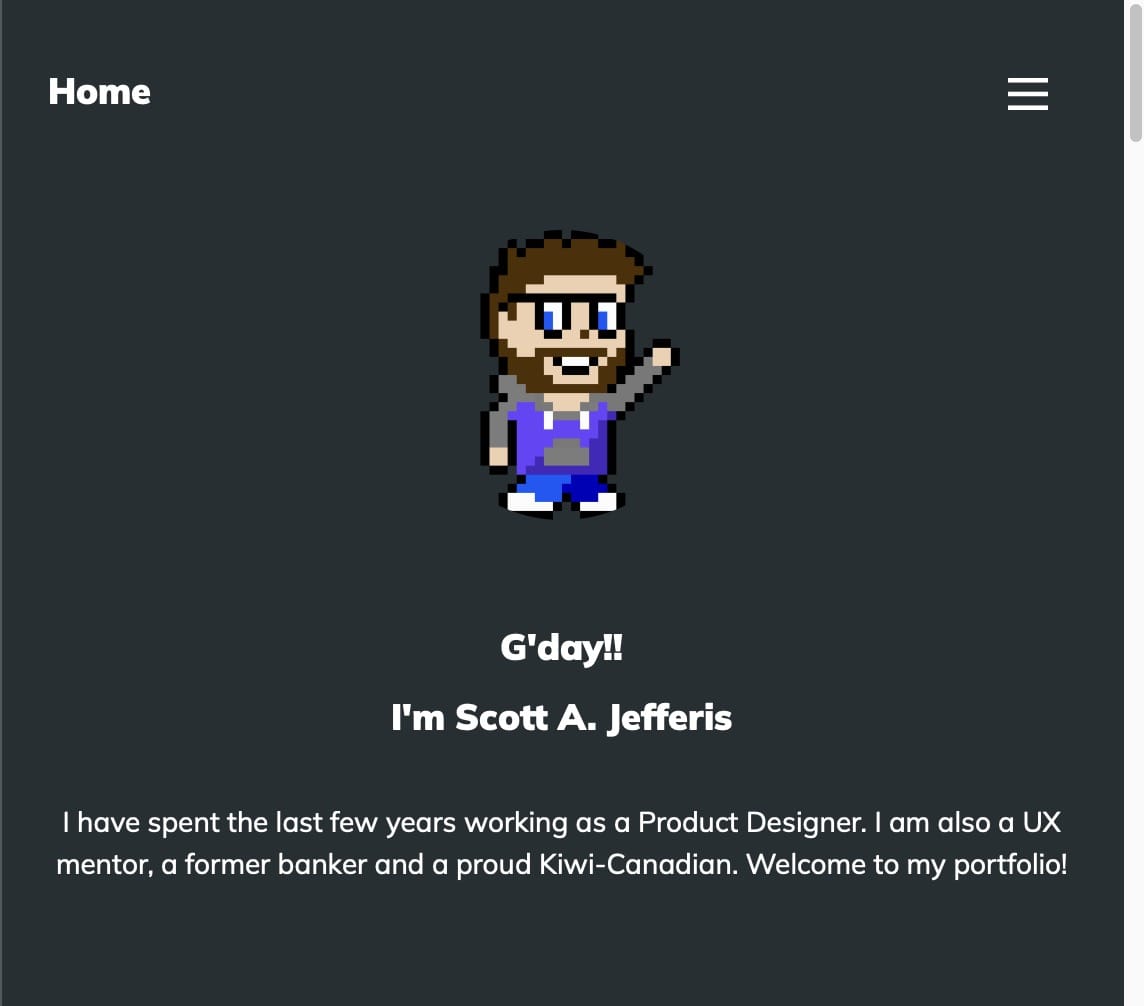 Home
G'day!!
I'm Scott A. Jefferis
I have spent the last few years working as a Product Designer. I am also a UX
mentor, a former banker and a proud Kiwi-Canadian. Welcome to my portfolio!